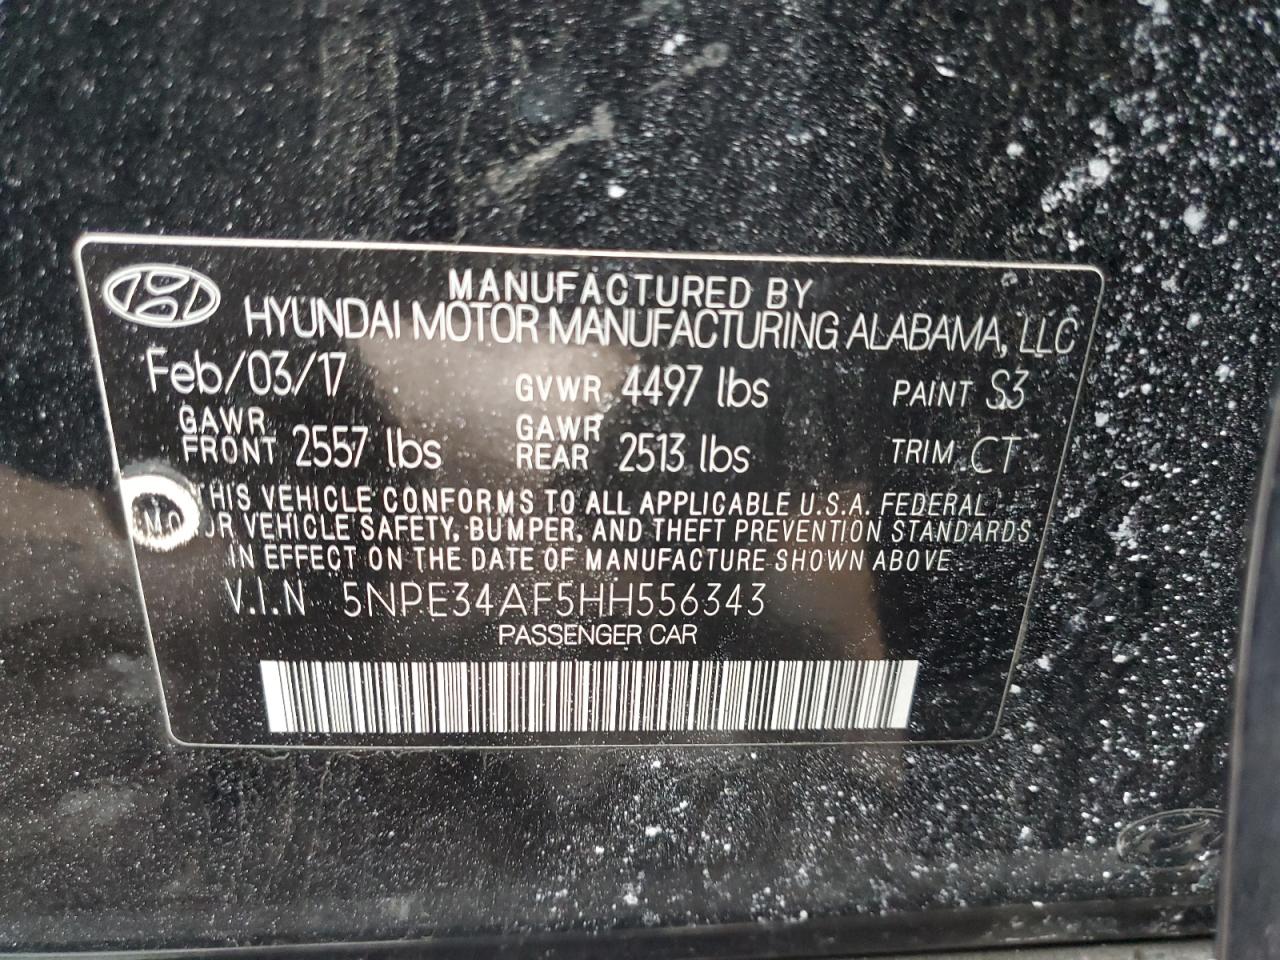 MANUFACTURED BY
HYUNDAI MOTOR MANUFACTURING ALABAMA, LLC
Feb/03/17 GVWR 4497 lbs PAINT S3
GAWR FRONT 2557 lbs GAWR REAR 2513 lbs TRIM CT
THIS VEHICLE CONFORMS TO ALL APPLICABLE U.S.A. FEDERAL
VEHICLE SAFETY, BUMPER, AND THEFT PREVENTION STANDARDS
IN EFFECT ON THE DATE OF MANUFACTURE SHOWN ABOVE
V.I.N 5NPE34AF5HH556343
PASSENGER CAR